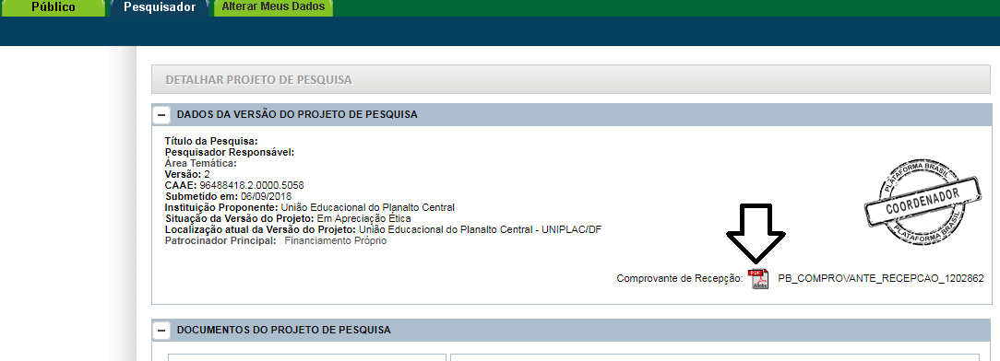 Público
Pesquisador
Alterar Meus Dados
DETALHAR PROJETO DE PESQUISA
DADOS DA VERSÃO DO PROJETO DE PESQUISA
Título da Pesquisa:
Pesquisador Responsável:
Área Temática:
Versão: 2
CAAE: 96488418.2.0000.5058
Submetido em: 06/09/2018
Instituição Proponente: União Educacional do Planalto Central
Situação da Versão do Projeto: Em Apreciação Ética
Localização atual da Versão do Projeto: União Educacional do Planalto Central - UNIPLAC/DF
Patrocinador Principal: Financiamento Próprio
PLATAFORMA BRASIL
COORDENADOR
PLATAFORMA BRASIL
Comprovante de Recepção: PDF Adobe PB_COMPROVANTE_RECEPCAO_1202862
DOCUMENTOS DO PROJETO DE PESQUISA